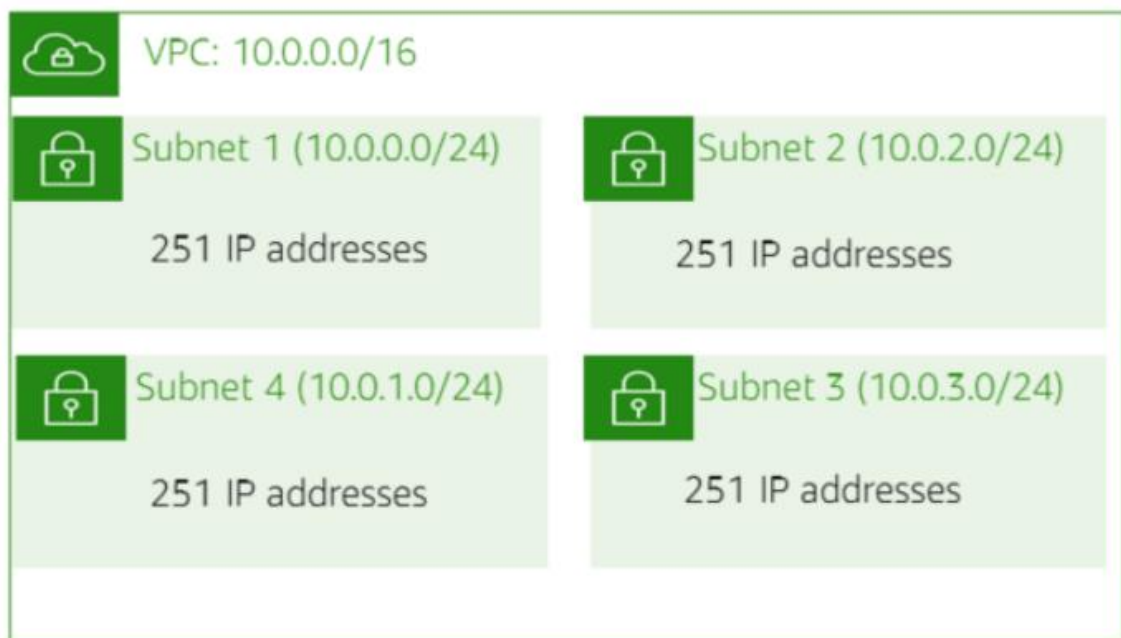 VPC: 10.0.0.0/16
Subnet 1 (10.0.0.0/24)
251 IP addresses
Subnet 2 (10.0.2.0/24)
251 IP addresses
Subnet 4 (10.0.1.0/24)
251 IP addresses
Subnet 3 (10.0.3.0/24)
251 IP addresses